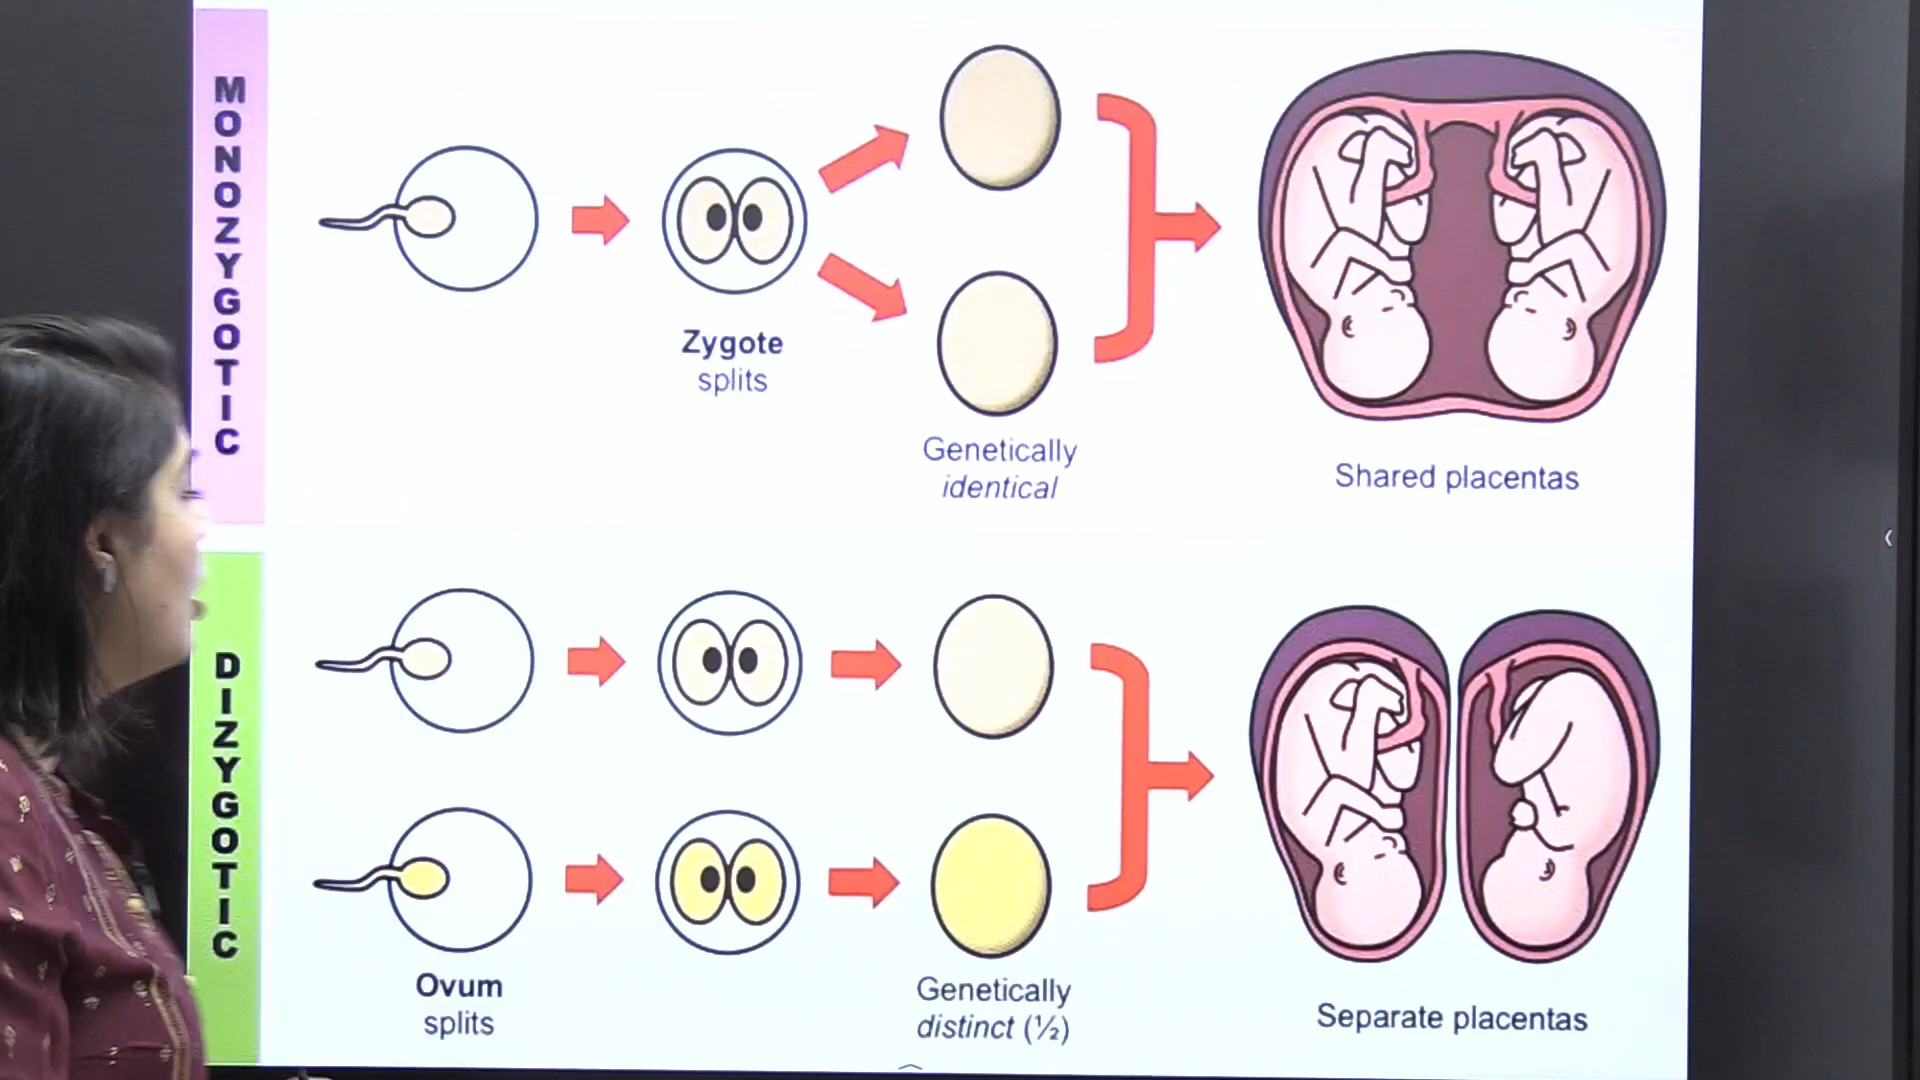 MONOZYGOTIC
Zygote
splits
Genetically
identical
Shared placentas
DIZYGOTIC
Ovum
splits
Genetically
distinct (½)
Separate placentas